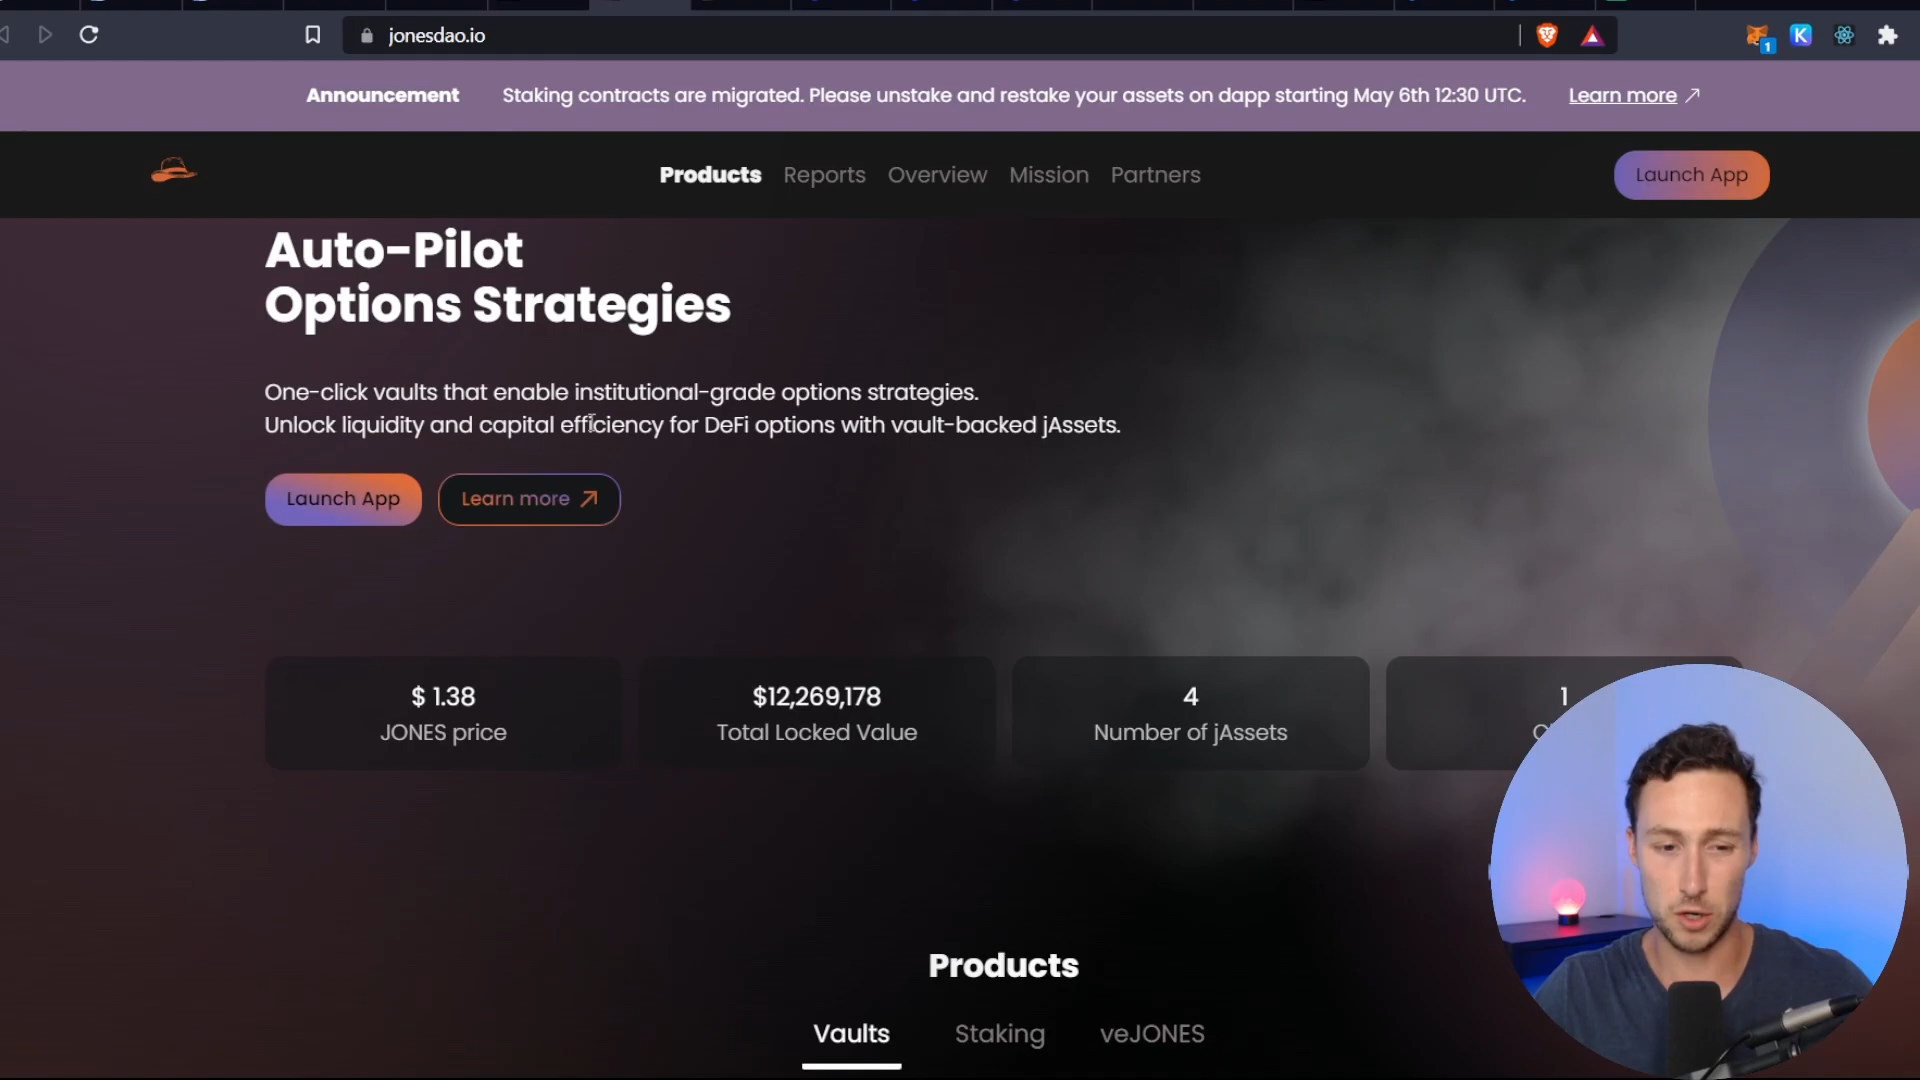 jonesdao.io
1
K
Announcement Staking contracts are migrated. Please unstake and restake your assets on dapp starting May 6th 12:30 UTC. Learn more
Products Reports Overview Mission Partners Launch App
Auto-Pilot
Options Strategies
One-click vaults that enable institutional-grade options strategies.
Unlock liquidity and capital efficiency for DeFi options with vault-backed jAssets.
Launch App Learn more
$ 1.38 $12,269,178 4 1
JONES price Total Locked Value Number of jAssets
Products
Vaults Staking veJONES